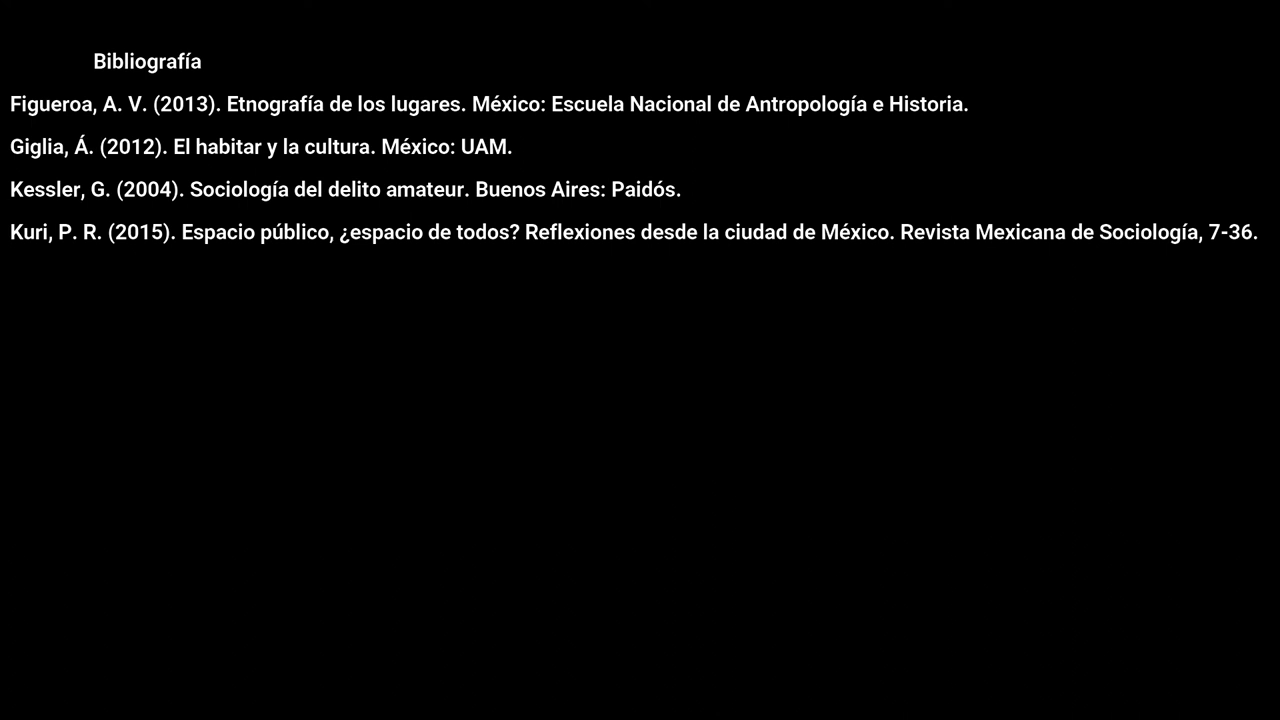 Bibliografía
Figueroa, A. V. (2013). Etnografía de los lugares. México: Escuela Nacional de Antropología e Historia.
Giglia, Á. (2012). El habitar y la cultura. México: UAM.
Kessler, G. (2004). Sociología del delito amateur. Buenos Aires: Paidós.
Kuri, P. R. (2015). Espacio público, ¿espacio de todos? Reflexiones desde la ciudad de México. Revista Mexicana de Sociología, 7-36.